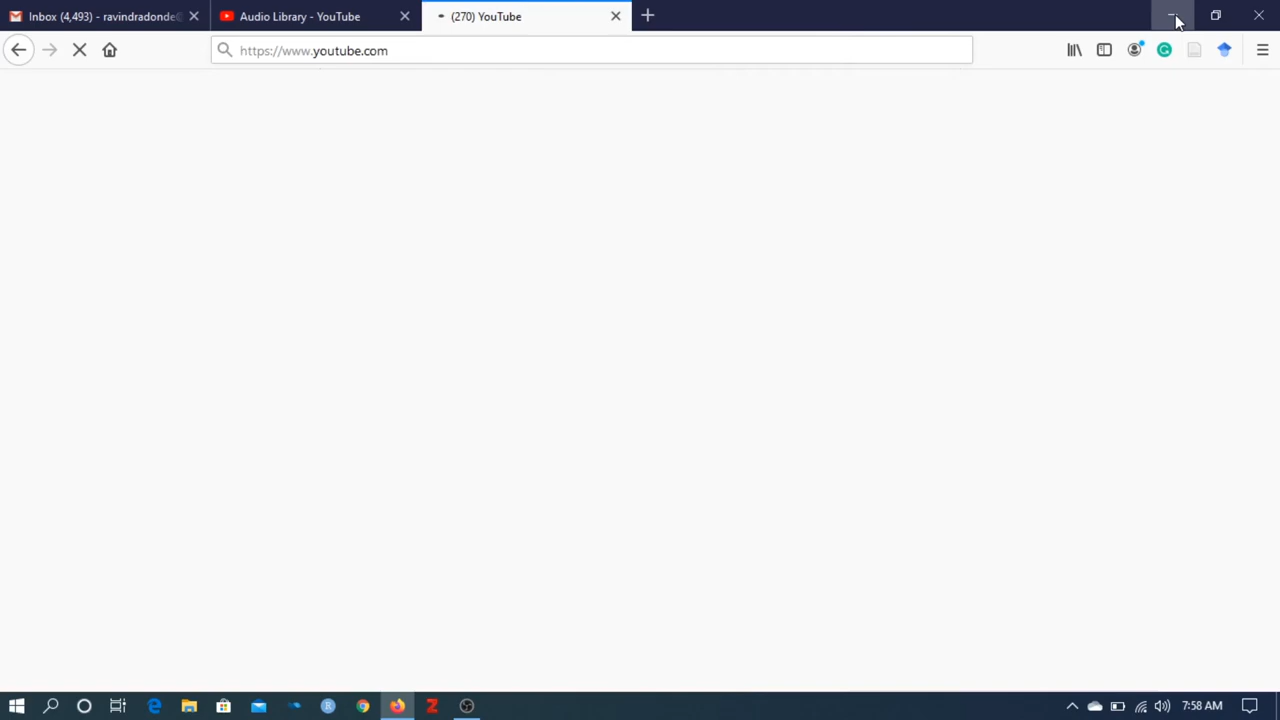 Inbox (4,493) - ravindradonde@
Audio Library - YouTube
(270) YouTube
https://www.youtube.com
7:58 AM